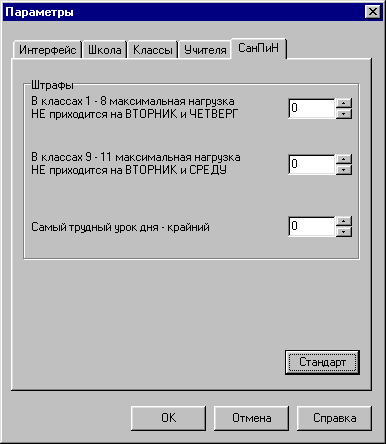 Параметры
Интерфейс Школа Классы Учителя СанПиН
Штрафы
В классах 1 - 8 максимальная нагрузка
НЕ приходится на ВТОРНИК и ЧЕТВЕРГ
0
В классах 9 - 11 максимальная нагрузка
НЕ приходится на ВТОРНИК и СРЕДУ
0
Самый трудный урок дня - крайний
0
Стандарт
ОК Отмена Справка